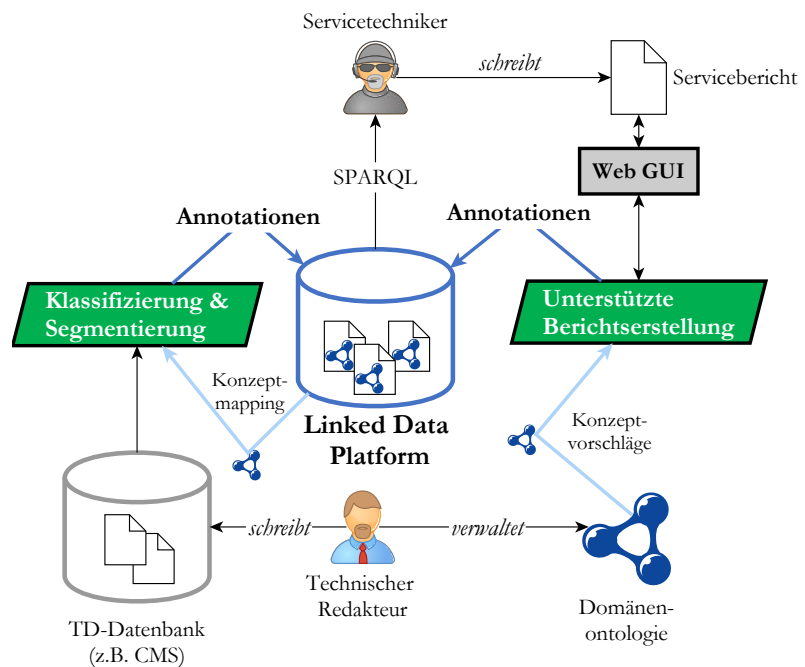 Servicetechniker
schreibt
Servicebericht
Web GUI
SPARQL
Annotationen
Annotationen
Klassifizierung &
Segmentierung
Unterstützte
Berichtserstellung
Konzept-
mapping
Linked Data
Platform
Konzept-
vorschläge
schreibt
verwaltet
Technischer
Redakteur
TD-Datenbank
(z.B. CMS)
Domänen-
ontologie